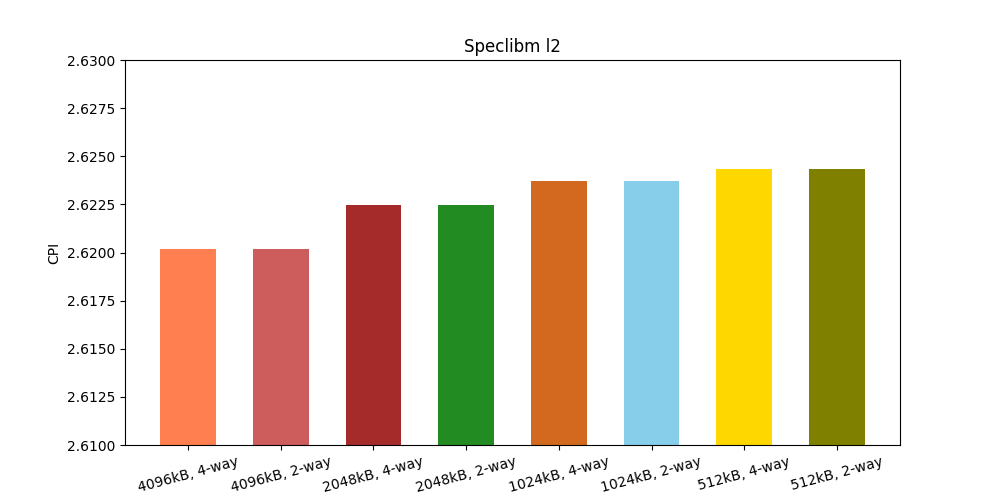 Speclibm l2
2.6300
2.6275
2.6250
2.6225
2.6200
2.6175
2.6150
2.6125
2.6100
CPI
4096kB, 4-way
4096kB, 2-way
2048kB, 4-way
2048kB, 2-way
1024kB, 4-way
1024kB, 2-way
512kB, 4-way
512kB, 2-way